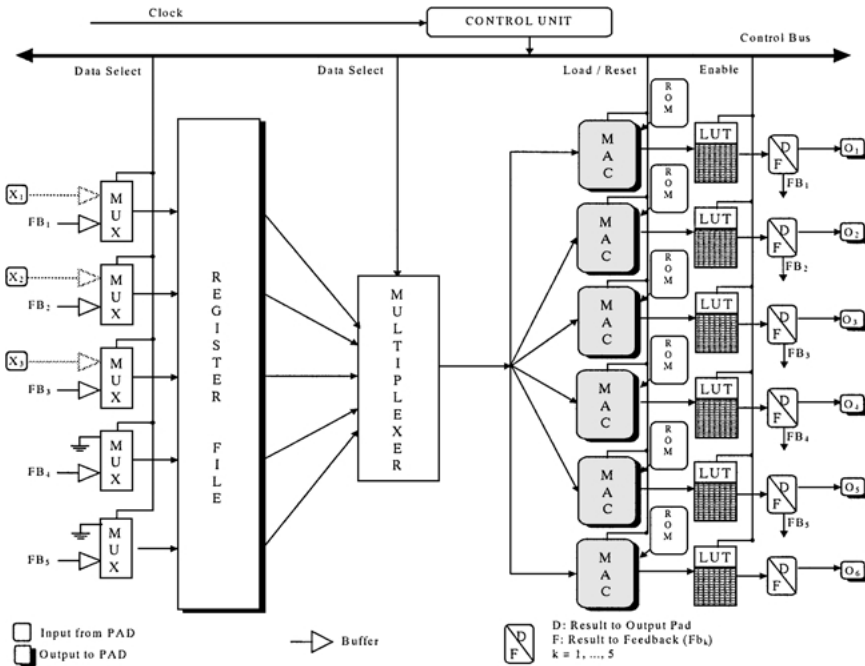 Clock
CONTROL UNIT
Control Bus
Data Select
Data Select
Load / Reset
Enable
REGISTER FILE
MULTIPLEXER
X1
FB1
MUX
X2
FB2
MUX
X3
FB3
MUX
FB4
MUX
FB5
MUX
ROM
MAC
LUT
D
F
O1
FB1
ROM
MAC
LUT
D
F
O2
FB2
ROM
MAC
LUT
D
F
O3
FB3
ROM
MAC
LUT
D
F
O4
FB4
ROM
MAC
LUT
D
F
O5
FB5
ROM
MAC
LUT
D
F
O6
Input from PAD
Output to PAD
Buffer
D
F
D: Result to Output Pad
F: Result to Feedback (Fbk)
k = 1, ..., 5